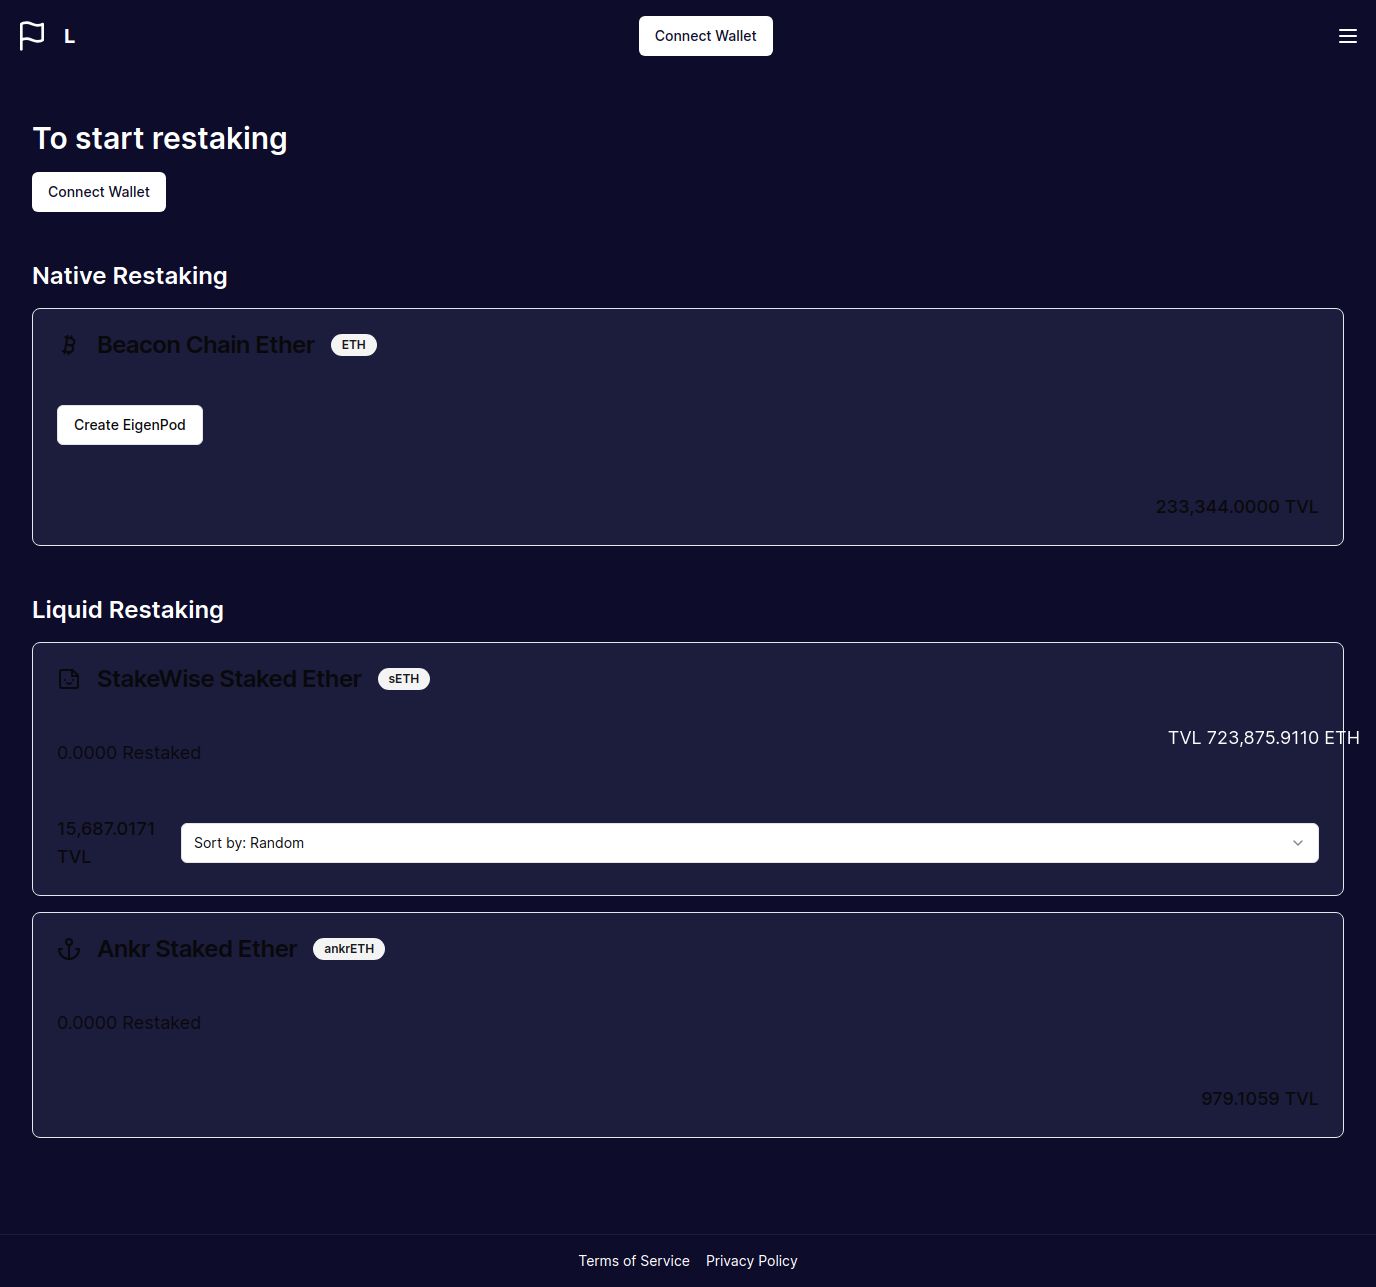 L
Connect Wallet
To start restaking
Connect Wallet
Native Restaking
Beacon Chain Ether ETH
Create EigenPod
233,344.0000 TVL
Liquid Restaking
StakeWise Staked Ether sETH
TVL 723,875.9110 ETH
0.0000 Restaked
15,687.0171
TVL
Sort by: Random
Ankr Staked Ether ankrETH
0.0000 Restaked
979.1059 TVL
Terms of Service Privacy Policy